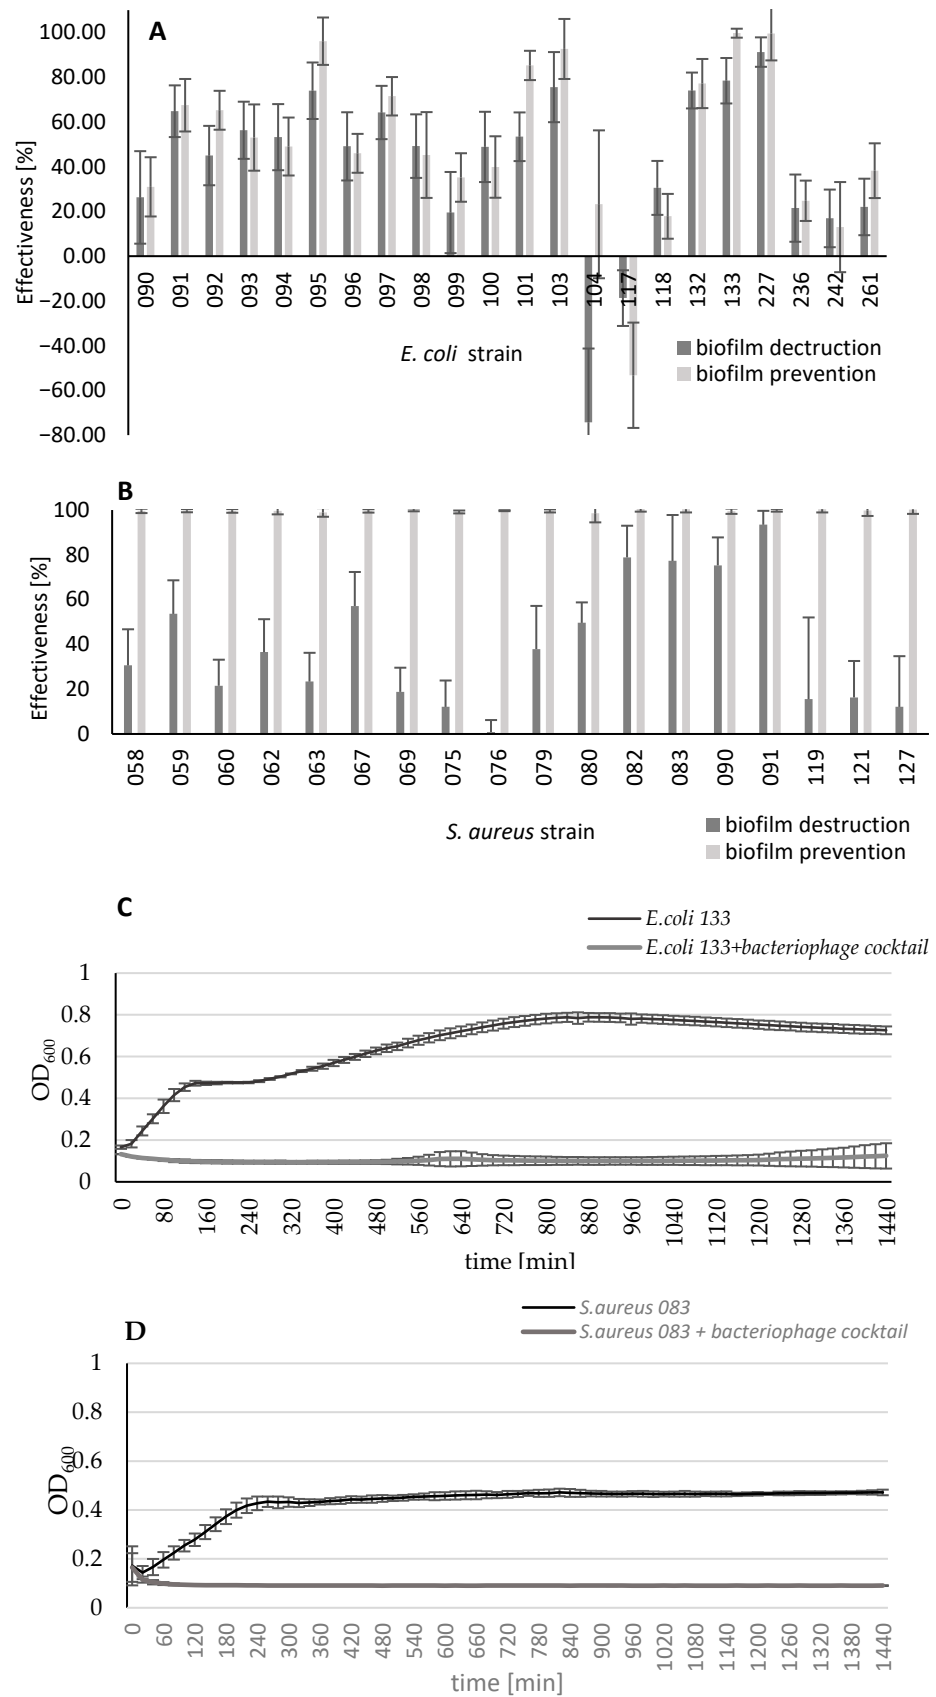 A
Effectiveness [%]
100.00
80.00
60.00
40.00
20.00
0.00
−20.00
−40.00
−60.00
−80.00
090 091 092 093 094 095 096 097 098 099 100 101 103 104 117 118 132 133 227 236 242 261
E. coli strain
biofilm dectruction
biofilm prevention
B
Effectiveness [%]
100
80
60
40
20
0
058 059 060 062 063 067 069 075 076 079 080 082 083 090 091 119 121 127
S. aureus strain
biofilm destruction
biofilm prevention
C
E.coli 133
E.coli 133+bacteriophage cocktail
OD600
1
0.8
0.6
0.4
0.2
0
0 80 160 240 320 400 480 560 640 720 800 880 960 1040 1120 1200 1280 1360 1440
time [min]
D
S.aureus 083
S.aureus 083 + bacteriophage cocktail
OD600
1
0.8
0.6
0.4
0.2
0
0 60 120 180 240 300 360 420 480 540 600 660 720 780 840 900 960 1020 1080 1140 1200 1260 1320 1380 1440
time [min]